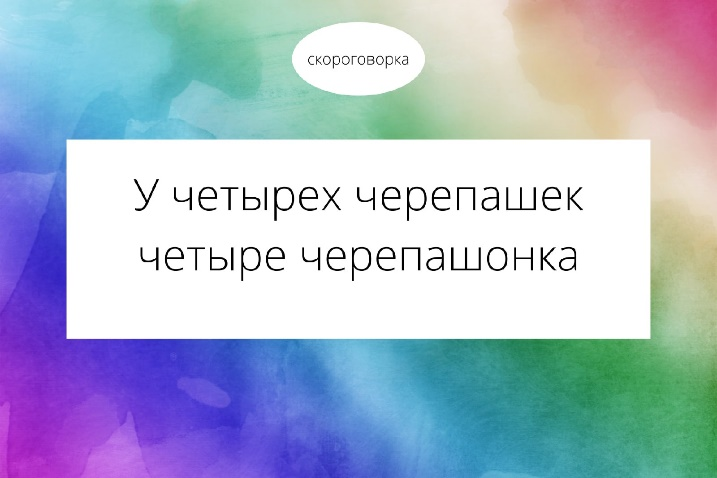 скороговорка
У четырех черепашек
четыре черепашонка